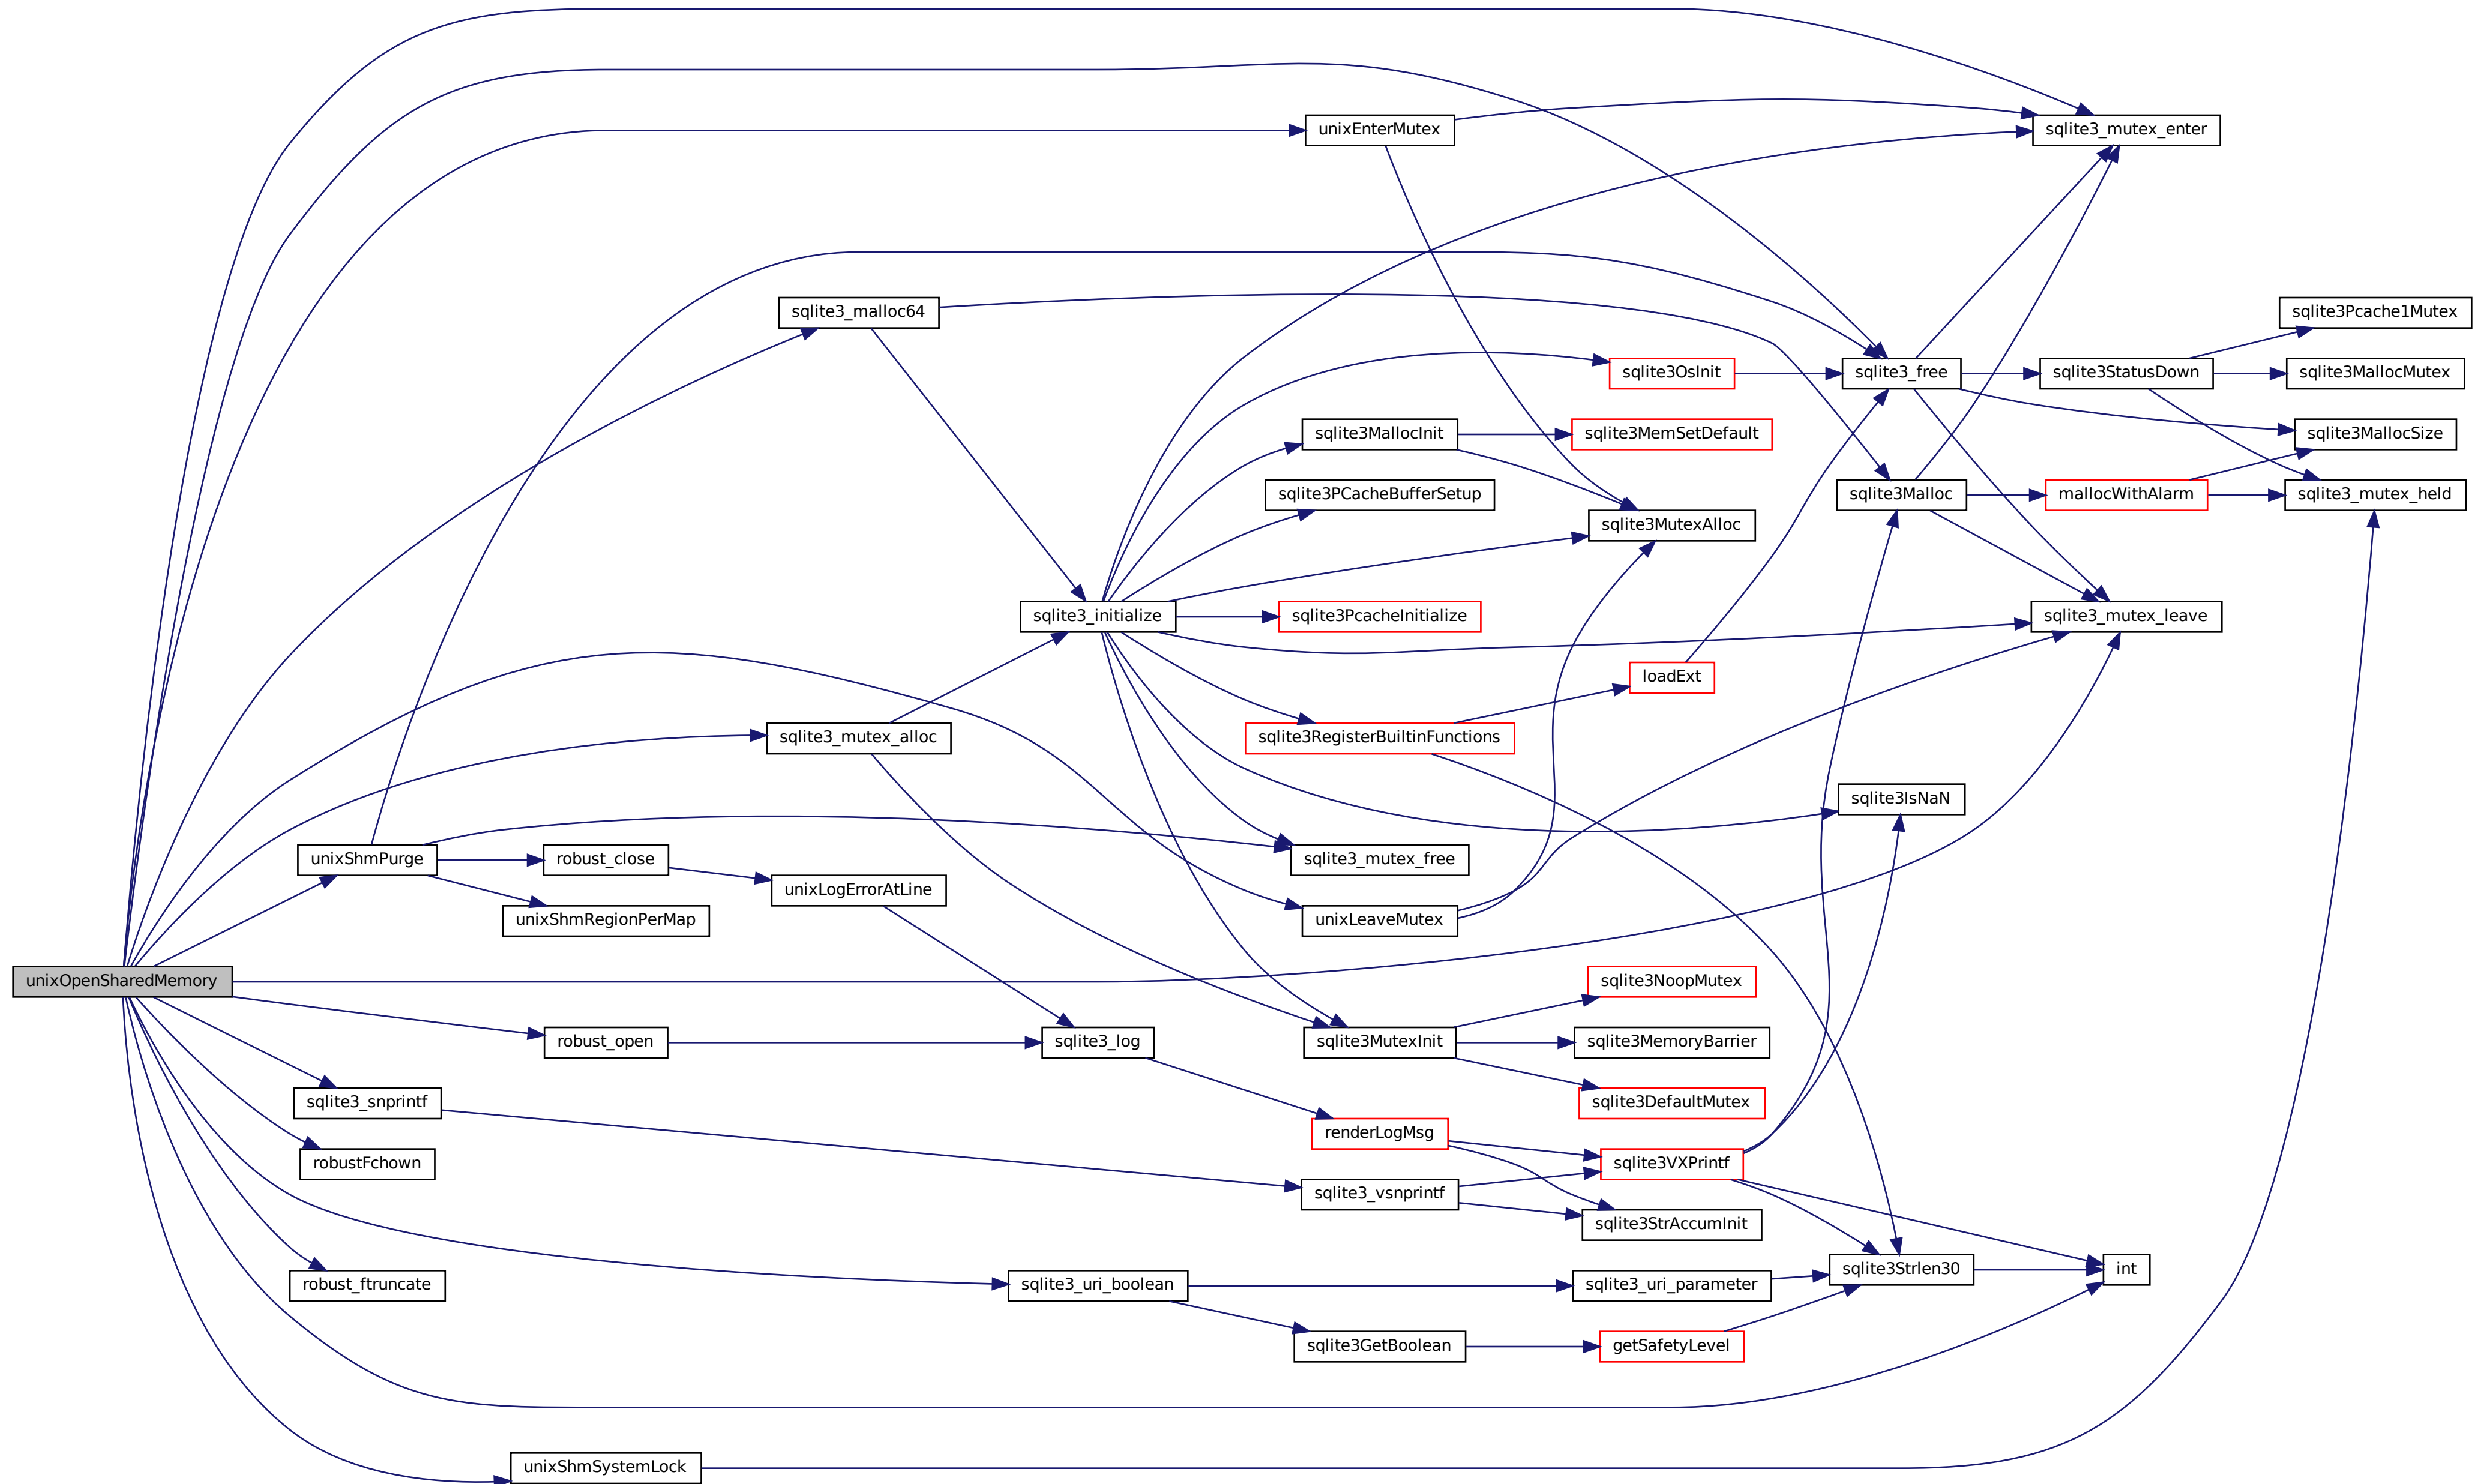 sqlite3_mutex_enter
unixEnterMutex
sqlite3_malloc64
sqlite3Pcache1Mutex
sqlite3OsInit
sqlite3_free
sqlite3StatusDown
sqlite3MallocMutex
sqlite3MallocInit
sqlite3MemSetDefault
sqlite3MallocSize
sqlite3PCacheBufferSetup
sqlite3Malloc
mallocWithAlarm
sqlite3_mutex_held
sqlite3MutexAlloc
sqlite3_initialize
sqlite3PcacheInitialize
sqlite3_mutex_leave
loadExt
sqlite3_mutex_alloc
sqlite3RegisterBuiltinFunctions
sqlite3IsNaN
unixShmPurge
robust_close
sqlite3_mutex_free
unixLogErrorAtLine
unixShmRegionPerMap
unixLeaveMutex
unixOpenSharedMemory
sqlite3NoopMutex
robust_open
sqlite3_log
sqlite3MutexInit
sqlite3MemoryBarrier
sqlite3_snprintf
sqlite3DefaultMutex
renderLogMsg
robustFchown
sqlite3VXPrintf
sqlite3_vsnprintf
sqlite3StrAccumInit
sqlite3Strlen30
int
robust_ftruncate
sqlite3_uri_boolean
sqlite3_uri_parameter
sqlite3GetBoolean
getSafetyLevel
unixShmSystemLock